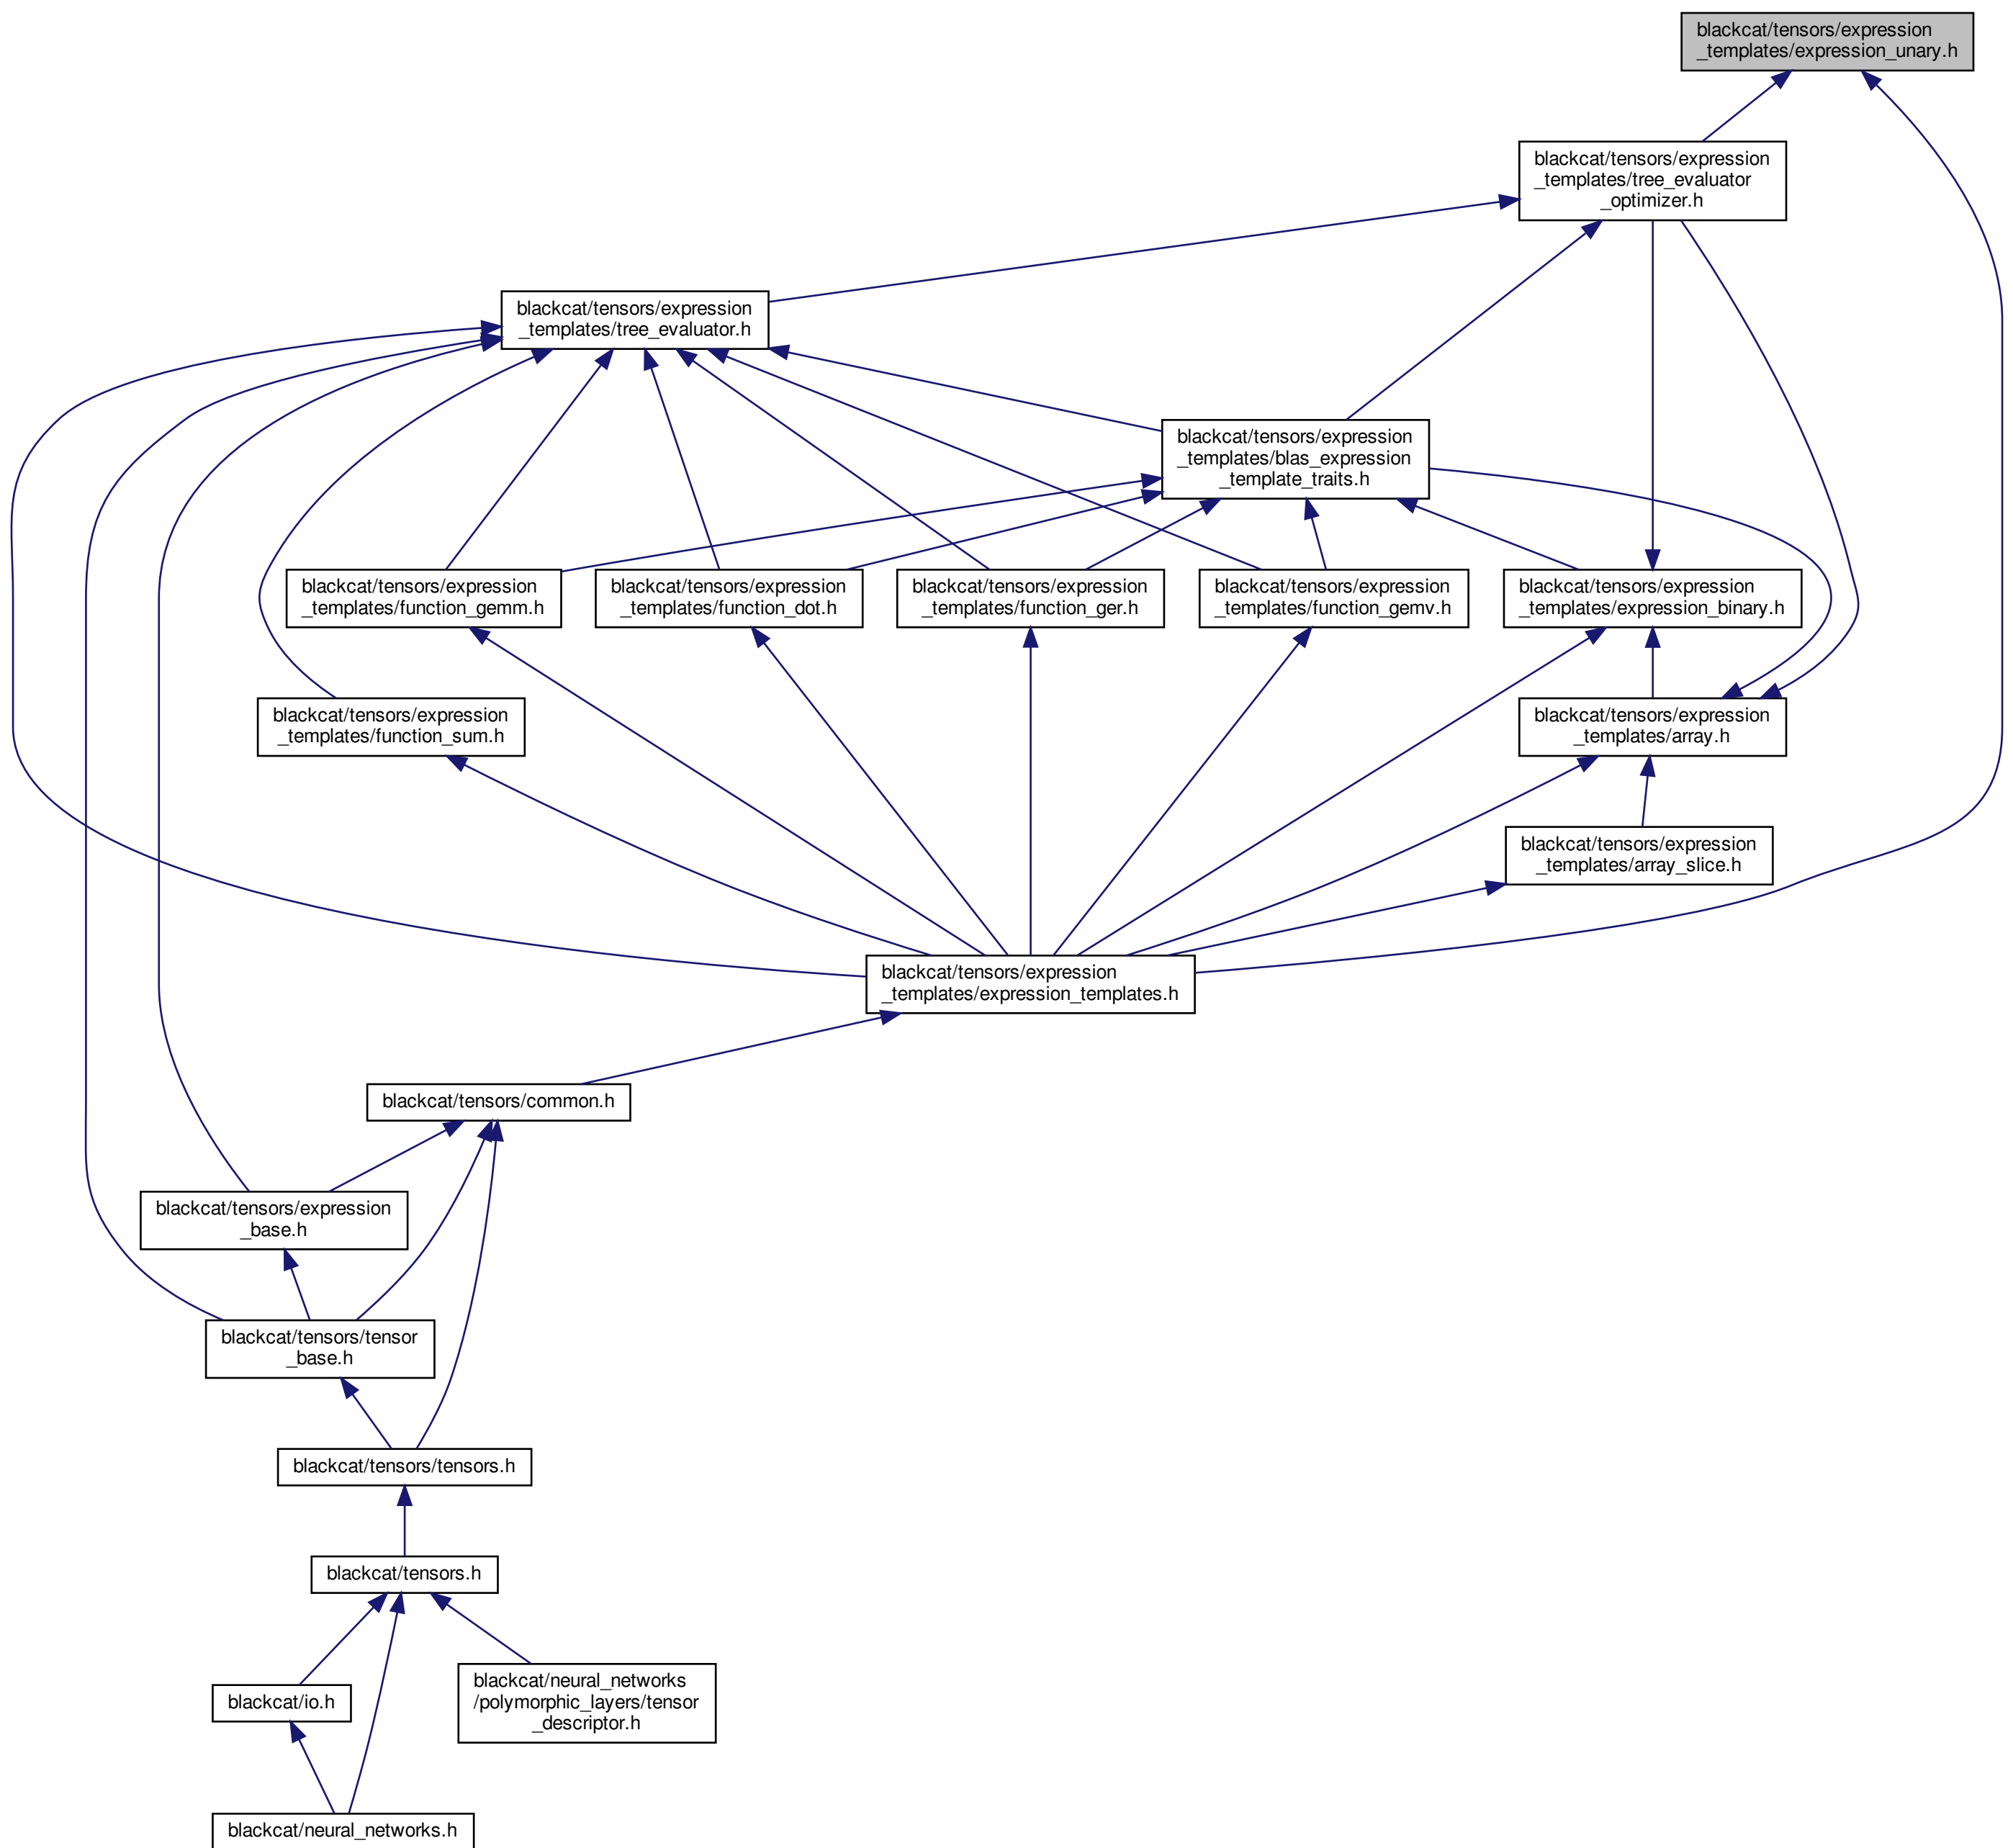 blackcat/tensors/expression
_templates/expression_unary.h
blackcat/tensors/expression
_templates/tree_evaluator
_optimizer.h
blackcat/tensors/expression
_templates/tree_evaluator.h
blackcat/tensors/expression
_templates/blas_expression
_template_traits.h
blackcat/tensors/expression
_templates/function_gemm.h
blackcat/tensors/expression
_templates/function_dot.h
blackcat/tensors/expression
_templates/function_ger.h
blackcat/tensors/expression
_templates/function_gemv.h
blackcat/tensors/expression
_templates/expression_binary.h
blackcat/tensors/expression
_templates/function_sum.h
blackcat/tensors/expression
_templates/array.h
blackcat/tensors/expression
_templates/array_slice.h
blackcat/tensors/expression
_templates/expression_templates.h
blackcat/tensors/common.h
blackcat/tensors/expression
_base.h
blackcat/tensors/tensor
_base.h
blackcat/tensors/tensors.h
blackcat/tensors.h
blackcat/io.h
blackcat/neural_networks
/polymorphic_layers/tensor
_descriptor.h
blackcat/neural_networks.h